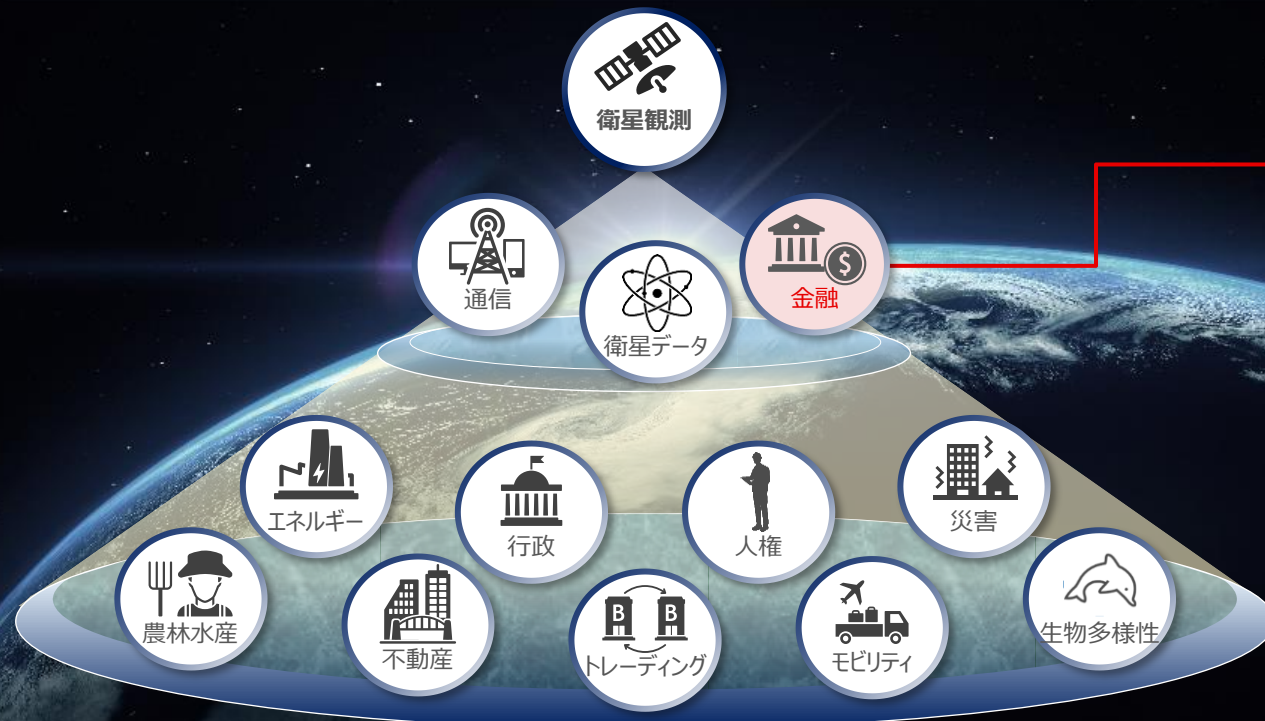 衛星観測
通信
衛星データ
$
金融
エネルギー
行政
人権
災害
農林水産
不動産
B B
トレーディング
モビリティ
生物多様性